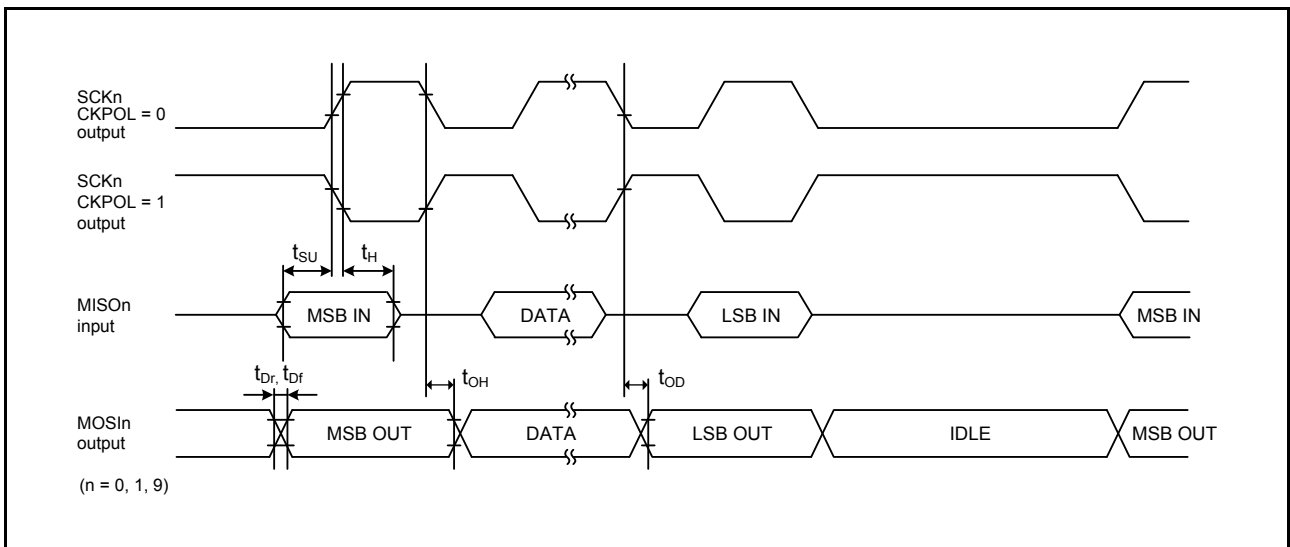 SCKn
CKPOL = 0
output
SCKn
CKPOL = 1
output
tSU
tH
MISOn
input
MSB IN
DATA
LSB IN
MSB IN
tDr, tDf
tOH
tOD
MOSIn
output
MSB OUT
DATA
LSB OUT
IDLE
MSB OUT
(n = 0, 1, 9)